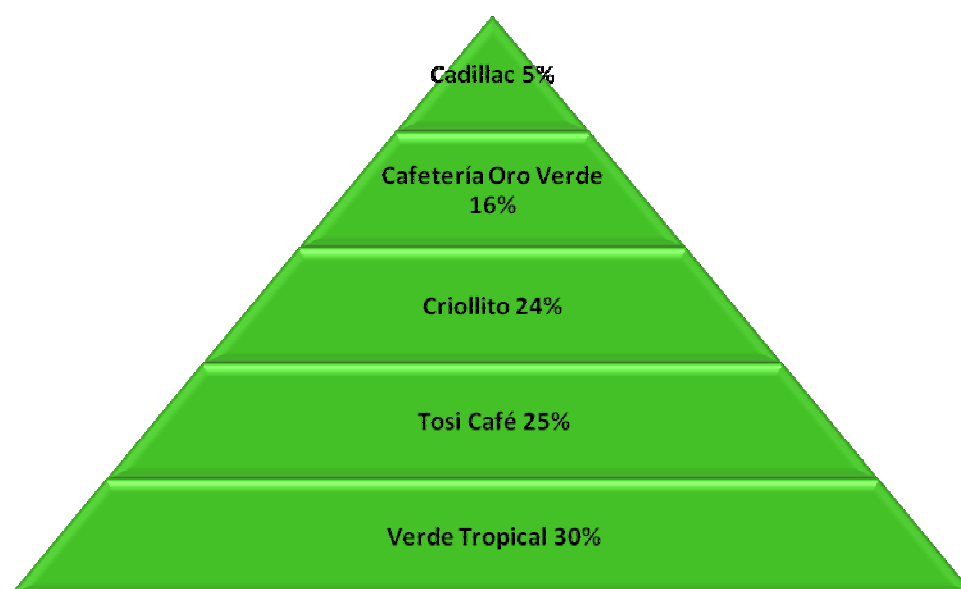 Cadillac 5%
Cafetería Oro Verde
16%
Criollito 24%
Tosi Café 25%
Verde Tropical 30%